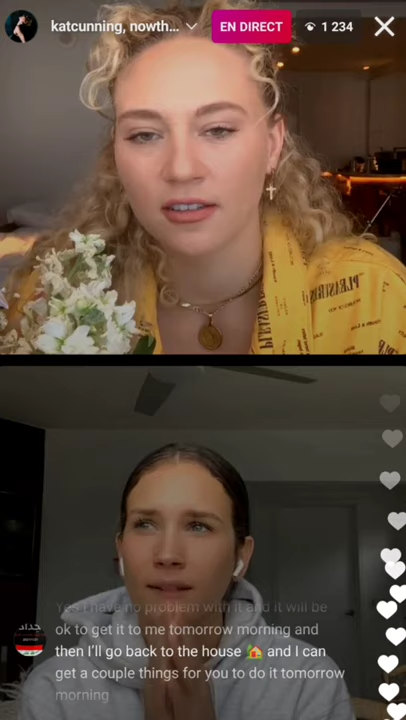 katcunning, nowth...
EN DIRECT
1 234
PLEASURES
Yes I have no problem with it and it will be
ok to get it to me tomorrow morning and
then I'll go back to the house 🏡 and I can
get a couple things for you to do it tomorrow
morning